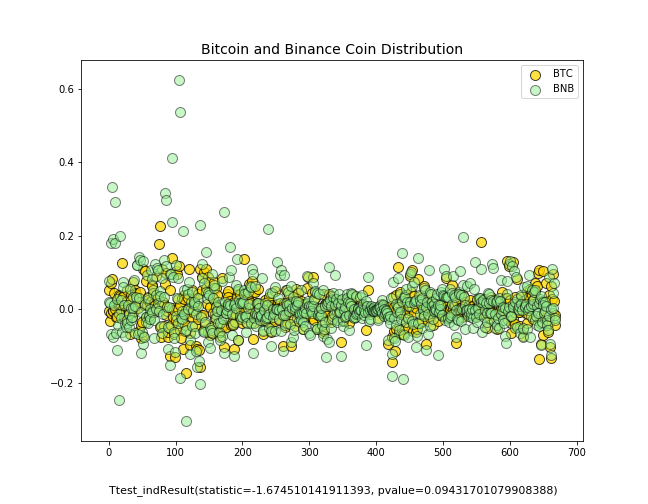 Bitcoin and Binance Coin Distribution
BTC
BNB
0.6
0.4
0.2
0.0
−0.2
0 100 200 300 400 500 600 700
Ttest_indResult(statistic=-1.674510141911393, pvalue=0.09431701079908388)